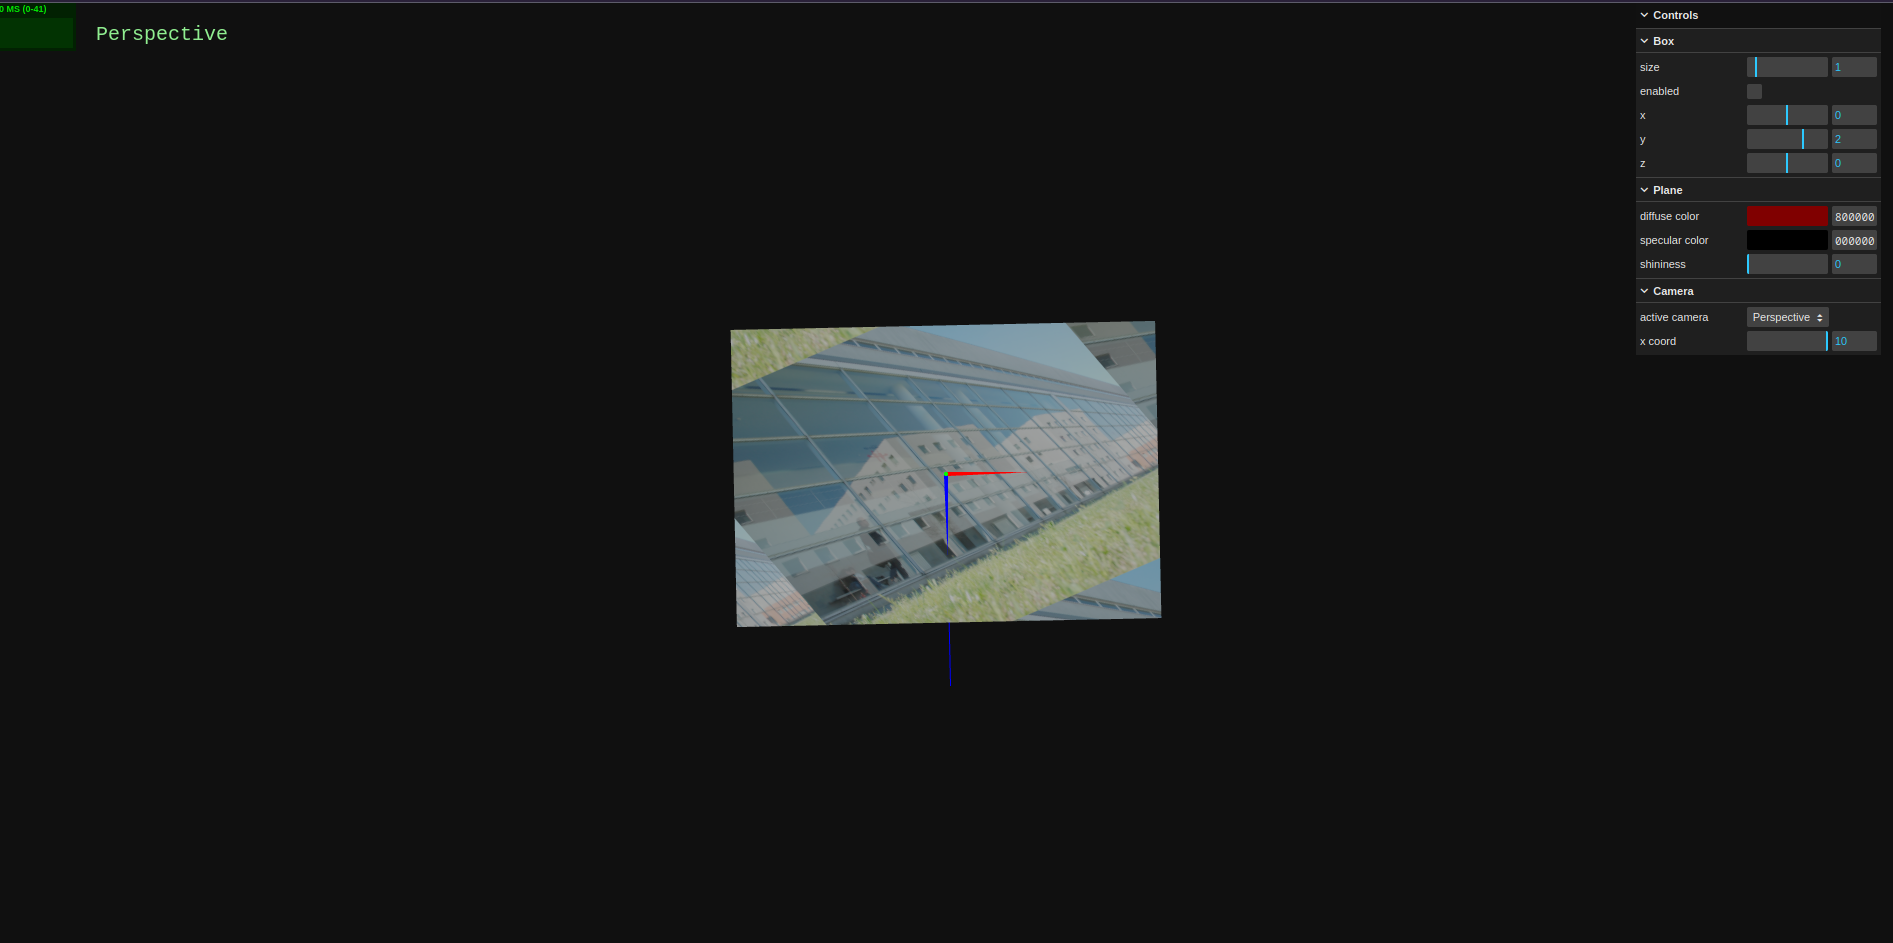 0 MS (0-41)
Perspective
Controls
Box
size 1
enabled
x 0
y 2
z 0
Plane
diffuse color 800000
specular color 000000
shininess 0
Camera
active camera Perspective
x coord 10